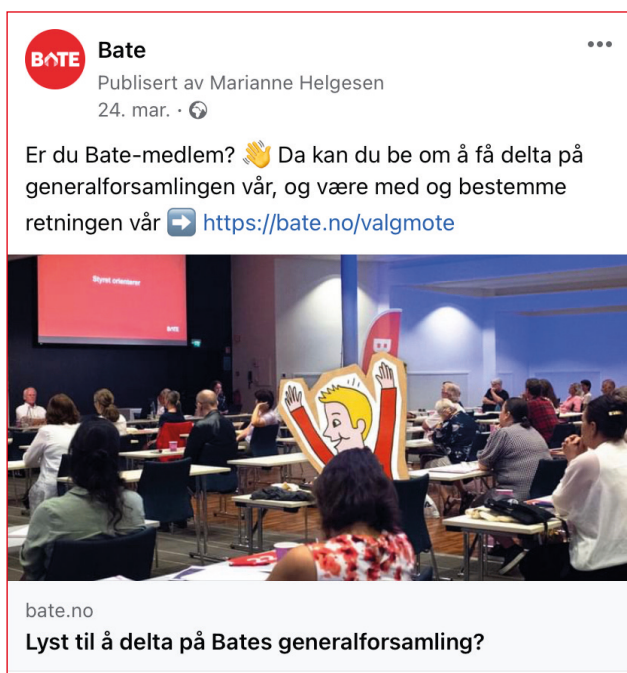 BATE
Bate
Publisert av Marianne Helgesen
24. mar. ·
Er du Bate-medlem? 👋 Da kan du be om å få delta på
generalforsamlingen vår, og være med og bestemme
retningen vår ➡️ https://bate.no/valgmote
Styret orienterer
BATE
bate.no
Lyst til å delta på Bates generalforsamling?